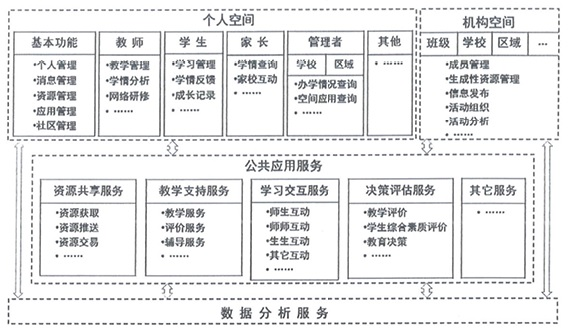 个人空间
基本功能
•个人管理
•消息管理
•资源管理
•应用管理
•社区管理
教 师
•教学管理
•学情分析
•网络研修
• ……
学 生
•学习管理
•学情反馈
•成长记录
• ……
家 长
•学情查询
•家校互动
• ……
管理者
学校 区域
•办学情况查询
•空间应用查询
• ……
其他
• ……
机构空间
班级 学校 区域 …
•成员管理
•生成性资源管理
•信息发布
•活动组织
•活动分析
• ……
公共应用服务
资源共享服务
•资源获取
•资源推送
•资源交易
• ……
教学支持服务
•教学服务
•评价服务
•辅导服务
• ……
学习交互服务
•师生互动
•师师互动
•生生互动
•其它互动
• ……
决策评估服务
•教学评价
•学生综合素质评价
•教育决策
• ……
其它服务
• ……
数据分析服务